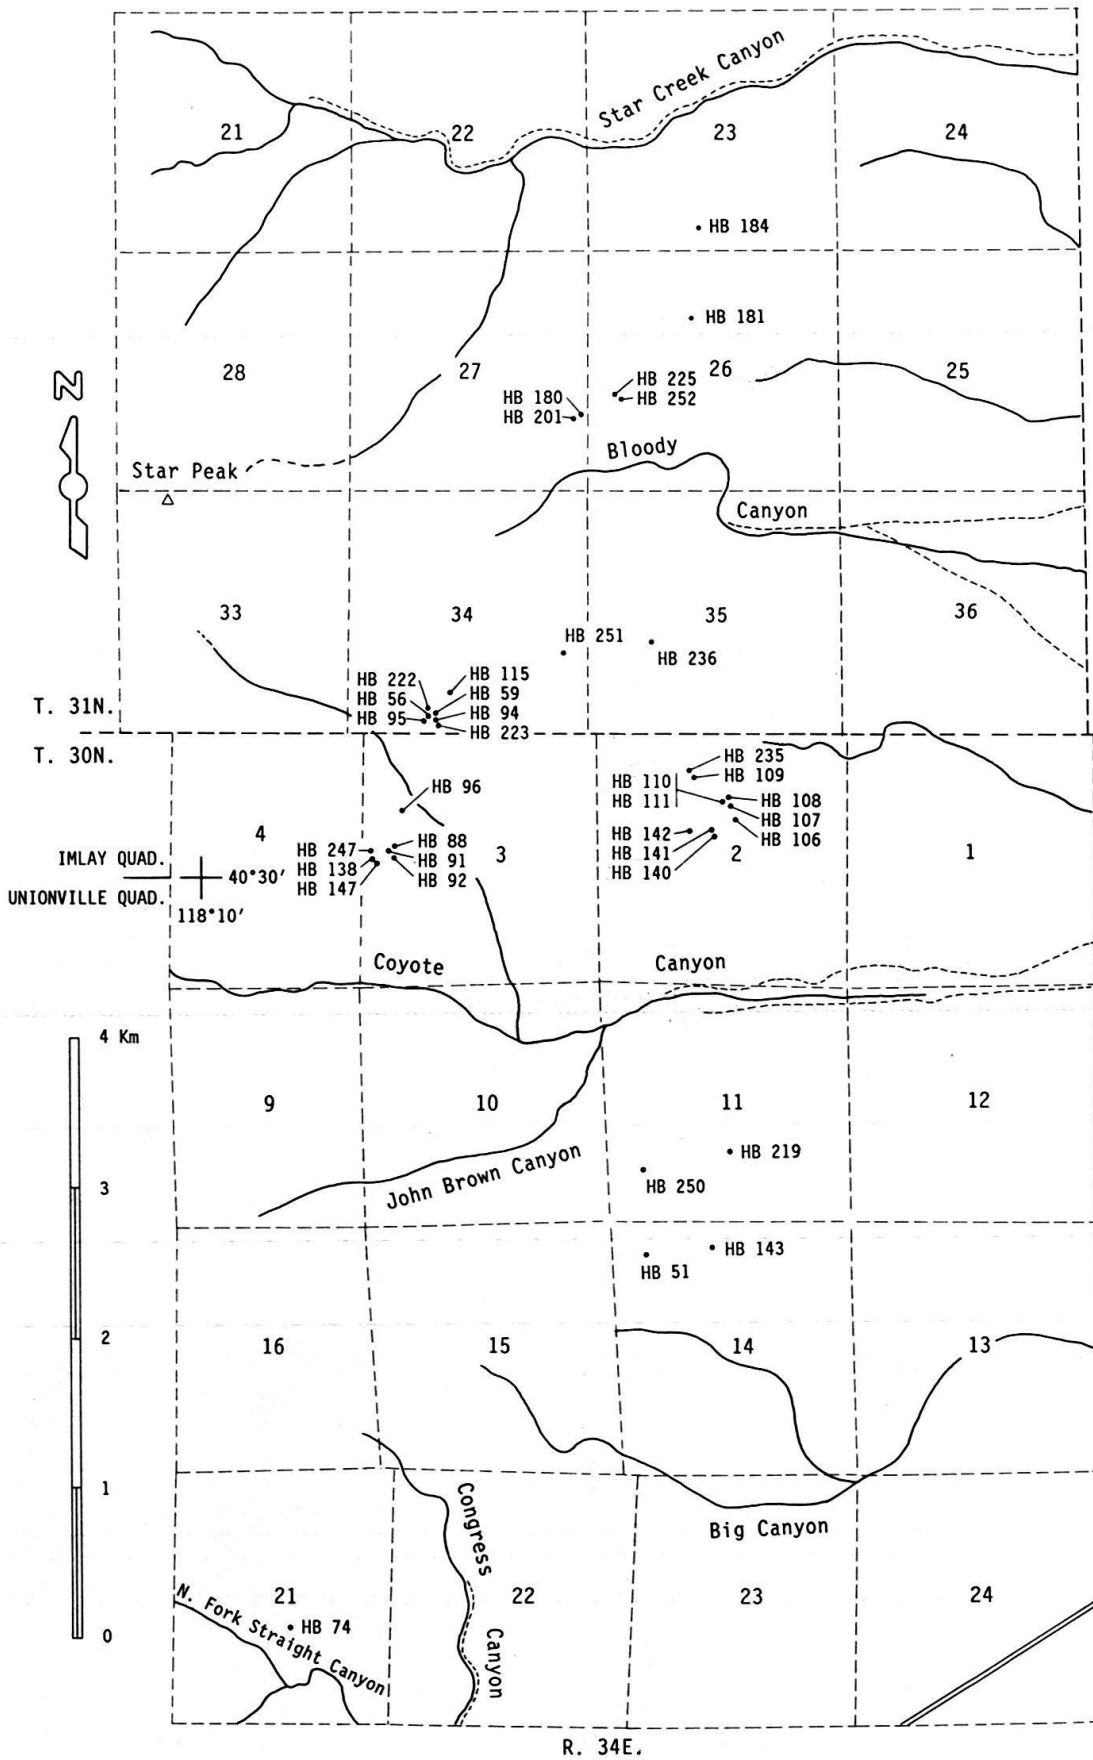 Star Creek Canyon
21
22
23
24
HB 184
HB 181
N
28
27
26
25
HB 225
HB 180
HB 252
HB 201
Bloody
Star Peak
Canyon
33
34
35
36
HB 251
HB 236
HB 222
HB 115
HB 56
HB 59
HB 95
HB 94
HB 223
T. 31N.
T. 30N.
HB 235
HB 110
HB 109
HB 96
HB 111
HB 108
HB 107
4
HB 142
HB 106
HB 88
HB 247
HB 91
3
HB 141
2
1
IMLAY QUAD.
HB 138
HB 92
HB 140
40°30′
HB 147
UNIONVILLE QUAD.
118°10′
Coyote
Canyon
4 Km
9
10
11
12
HB 219
John Brown Canyon
HB 250
3
HB 143
HB 51
2
16
15
14
13
1
Congress
Canyon
Big Canyon
21
22
23
24
N. Fork Straight Canyon
HB 74
0
R. 34E.